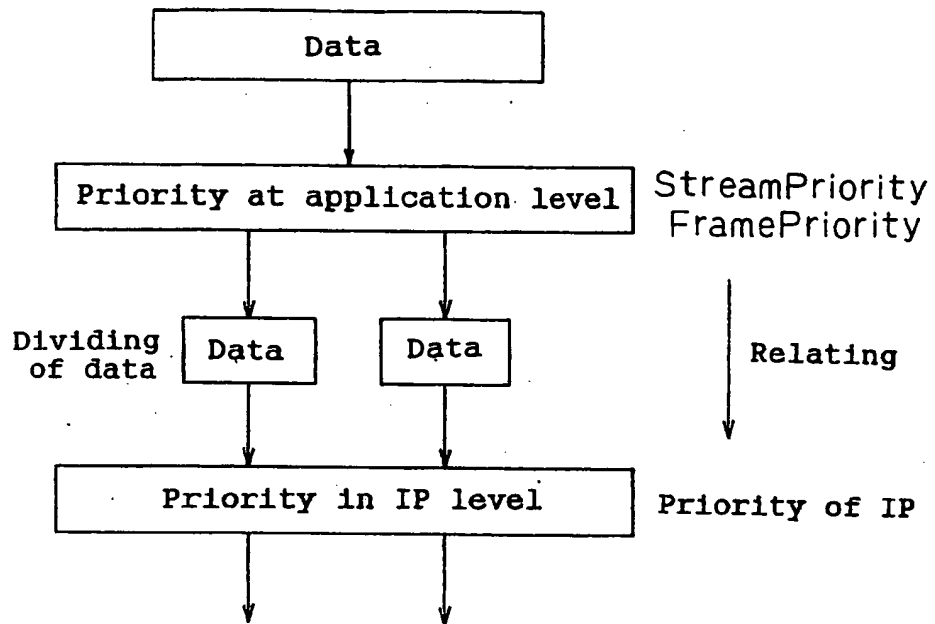 Data
Priority at application level
StreamPriority
FramePriority
Dividing
of data
Data
Data
Relating
Priority in IP level
Priority of IP